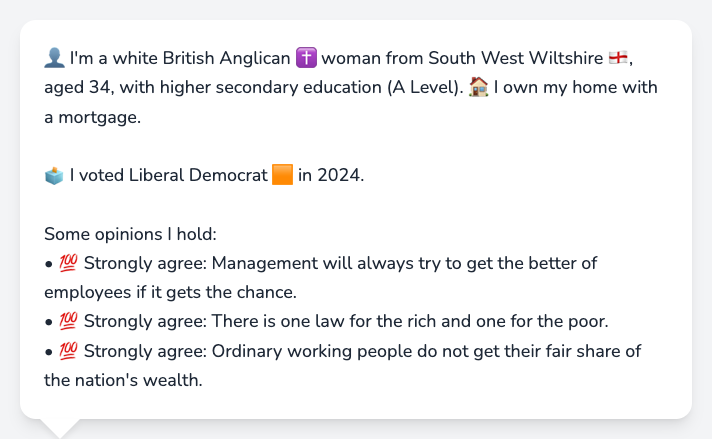 👤 I'm a white British Anglican ✝️ woman from South West Wiltshire 🏴󠁧󠁢󠁥󠁮󠁧󠁿,
aged 34, with higher secondary education (A Level). 🏠 I own my home with
a mortgage.
🗳️ I voted Liberal Democrat 🟧 in 2024.
Some opinions I hold:
• 💯 Strongly agree: Management will always try to get the better of
employees if it gets the chance.
• 💯 Strongly agree: There is one law for the rich and one for the poor.
• 💯 Strongly agree: Ordinary working people do not get their fair share of
the nation's wealth.